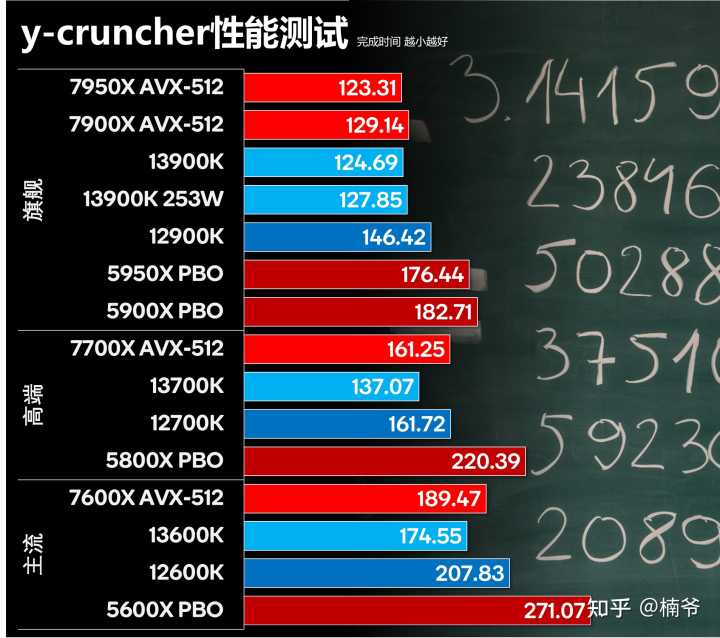 y-cruncher性能测试 完成时间 越小越好
旗舰
7950X AVX-512 123.31
7900X AVX-512 129.14
13900K 124.69
13900K 253W 127.85
12900K 146.42
5950X PBO 176.44
5900X PBO 182.71
高端
7700X AVX-512 161.25
13700K 137.07
12700K 161.72
5800X PBO 220.39
主流
7600X AVX-512 189.47
13600K 174.55
12600K 207.83
5600X PBO 271.07
3.14159
23846
50288
3751
5923
2089
知乎 @楠爷